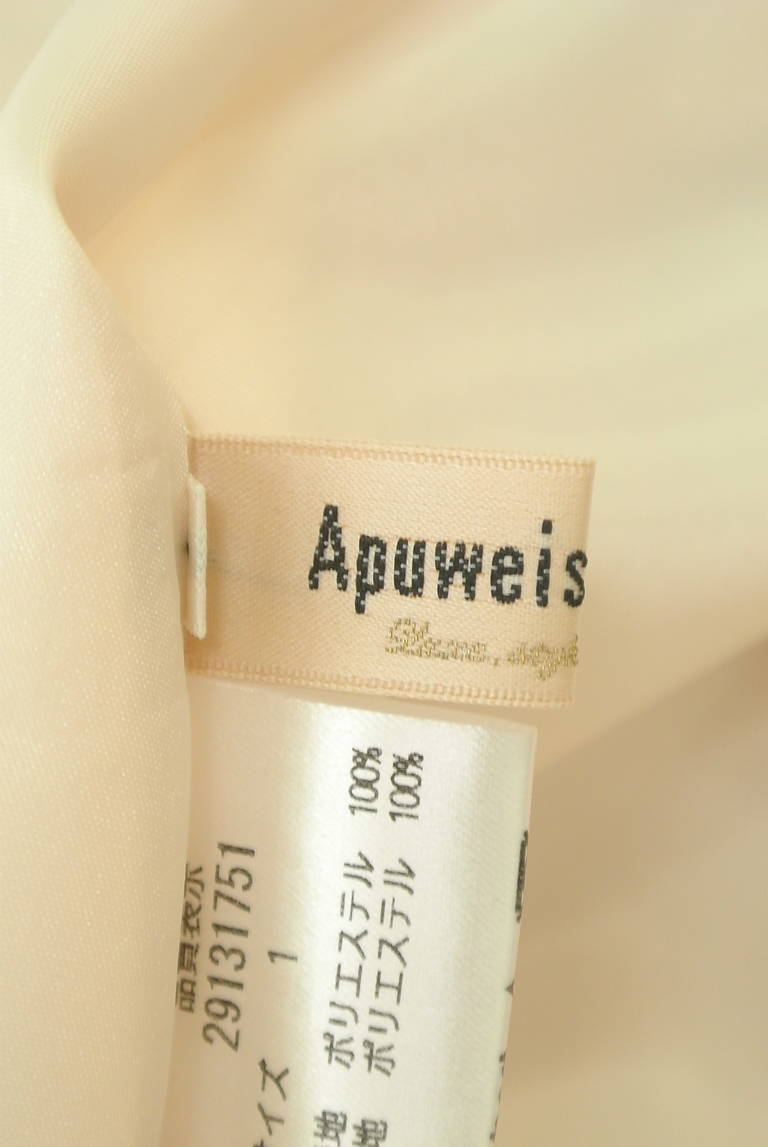 Apuweis
品質表示
29131751
サイズ 1
地 ポリエステル 100%
地 ポリエステル 100%